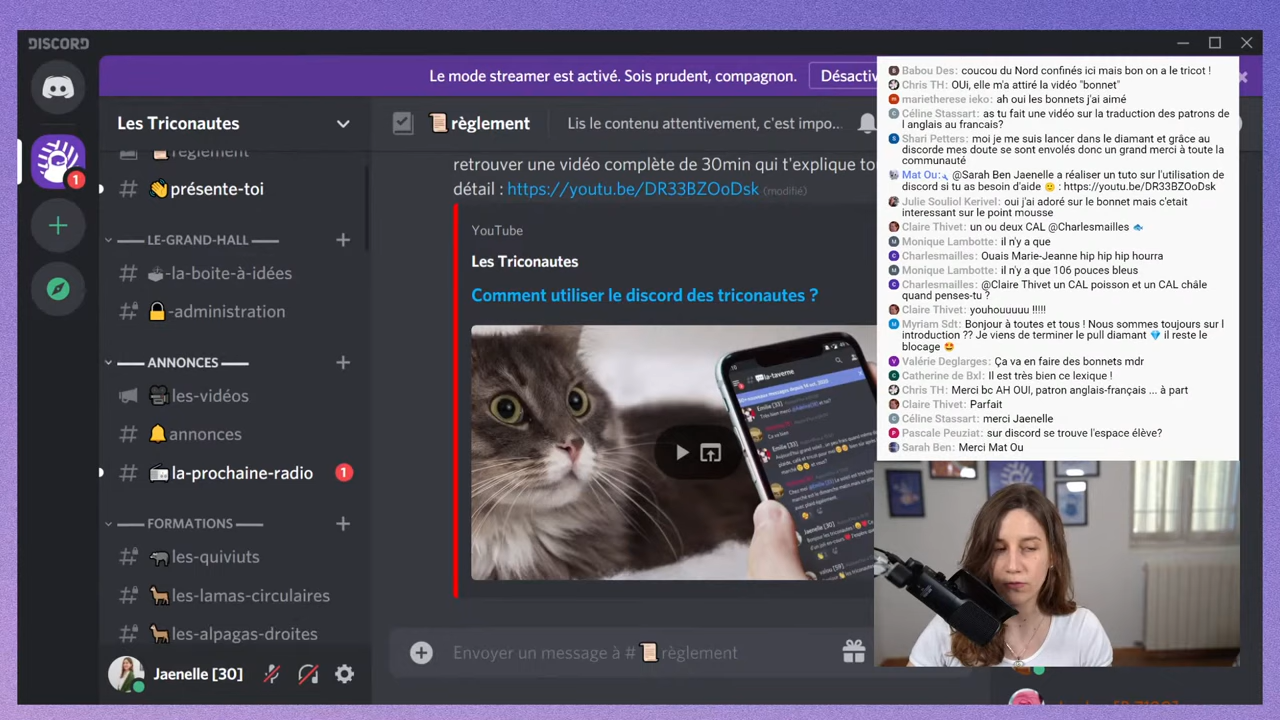 DISCORD
Le mode streamer est activé. Sois prudent, compagnon.
Désactiv
Les Triconautes
règlement
présente-toi
LE-GRAND-HALL
-la-boite-à-idées
-administration
ANNONCES
les-vidéos
annonces
la-prochaine-radio
1
FORMATIONS
les-quiviuts
les-lamas-circulaires
les-alpagas-droites
Jaenelle [30]
1
règlement
Lis le contenu attentivement, c'est impo...
retrouver une vidéo complète de 30min qui t'explique to
détail : https://youtu.be/DR33BZOoDsk (modifié)
YouTube
Les Triconautes
Comment utiliser le discord des triconautes ?
la-taverne
Envoyer un message à # règlement
Babou Des: coucou du Nord confinés ici mais bon on a le tricot !
Chris TH: OUi, elle m'a attiré la vidéo "bonnet"
marietherese ieko: ah oui les bonnets j'ai aimé
Céline Stassart: as tu fait une vidéo sur la traduction des patrons de
l anglais au francais?
Shari Petters: moi je me suis lancer dans le diamant et grâce au
discorde mes doute se sont envolés donc un grand merci à toute la
communauté
Mat Ou: @Sarah Ben Jaenelle a réaliser un tuto sur l'utilisation de
discord si tu as besoin d'aide 🙂 : https://youtu.be/DR33BZOoDsk
Julie Souliol Kerivel: oui j'ai adoré sur le bonnet mais c'etait
interessant sur le point mousse
Claire Thivet: un ou deux CAL @Charlesmailles 🐟
Monique Lambotte: il n'y a que
Charlesmailles: Ouais Marie-Jeanne hip hip hip hourra
Monique Lambotte: il n'y a que 106 pouces bleus
Charlesmailles: @Claire Thivet un CAL poisson et un CAL châle
quand penses-tu ?
Claire Thivet: youhouuuuu !!!!!
Myriam Sdt: Bonjour à toutes et tous ! Nous sommes toujours sur l
introduction ?? Je viens de terminer le pull diamant 💎 il reste le
blocage 🤩
Valérie Deglarges: Ça va en faire des bonnets mdr
Catherine de Bxl: Il est très bien ce lexique !
Chris TH: Merci bc AH OUI, patron anglais-français ... à part
Claire Thivet: Parfait
Céline Stassart: merci Jaenelle
Pascale Peuziat: sur discord se trouve l'espace élève?
Sarah Ben: Merci Mat Ou